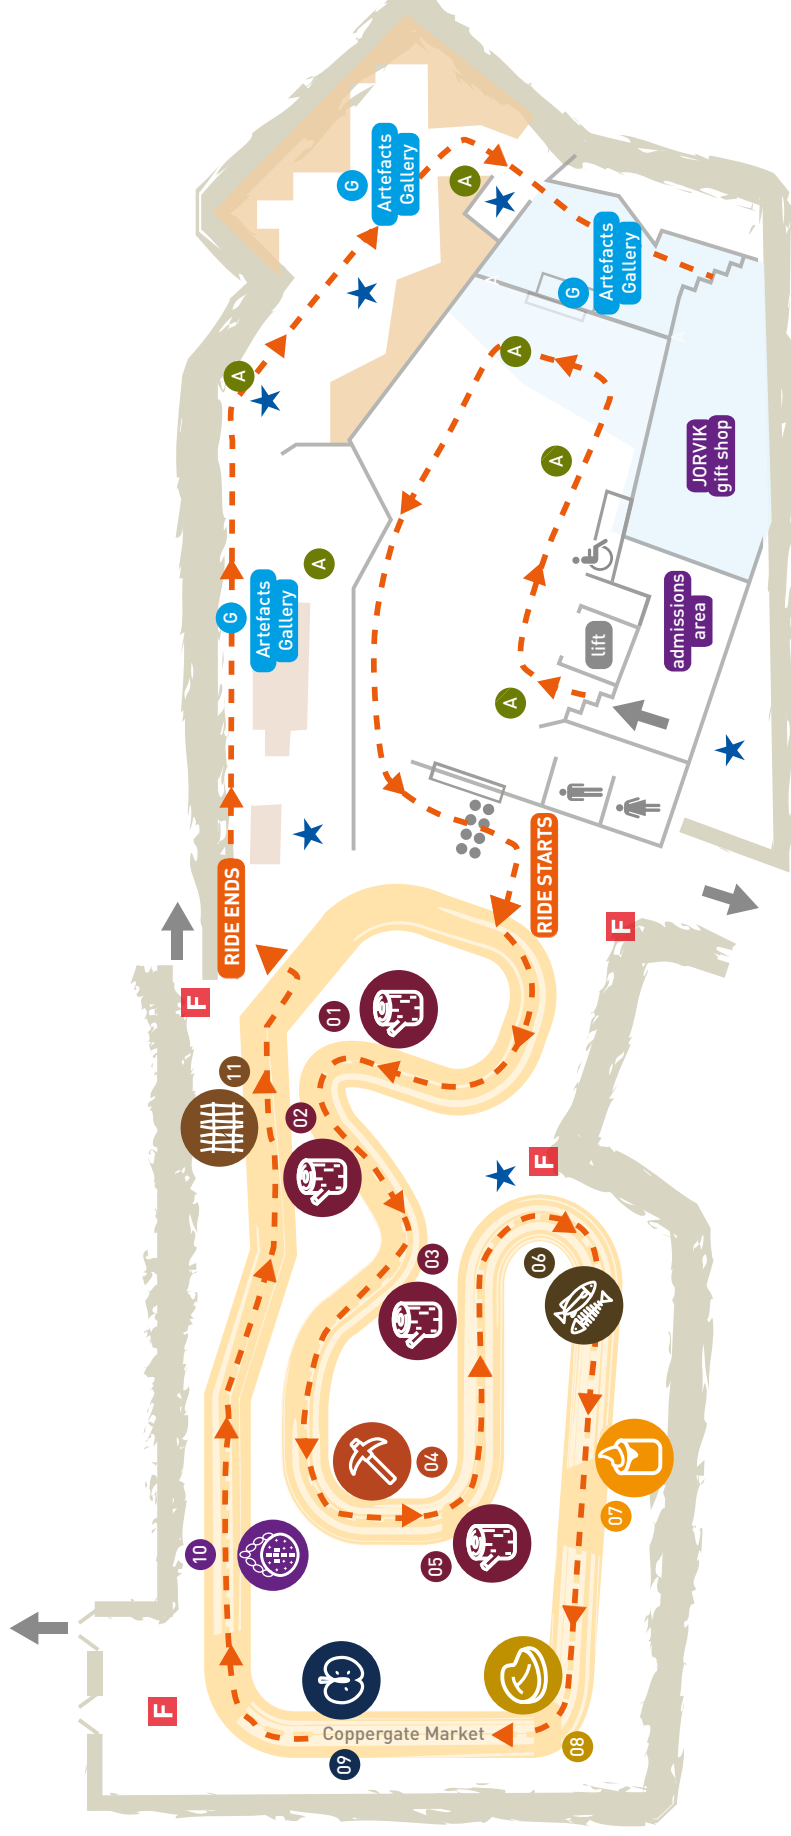 G
Artefacts
Gallery
A
G
Artefacts
Gallery
A
A
A
JORVIK
gift shop
A
G
Artefacts
Gallery
admissions
area
lift
A
RIDE ENDS
RIDE STARTS
F
F
01
11
02
F
03
06
04
07
10
05
F
Coppergate Market
08
09